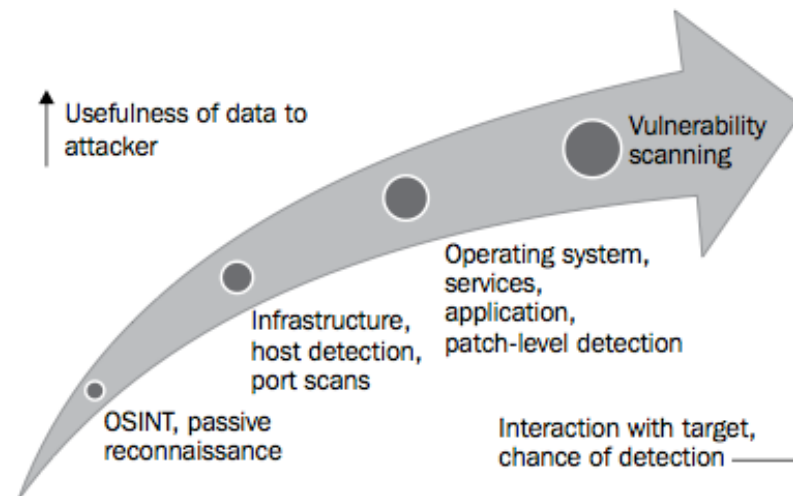 Usefulness of data to
attacker
Vulnerability
scanning
Operating system,
services,
application,
patch-level detection
Infrastructure,
host detection,
port scans
OSINT, passive
reconnaissance
Interaction with target,
chance of detection